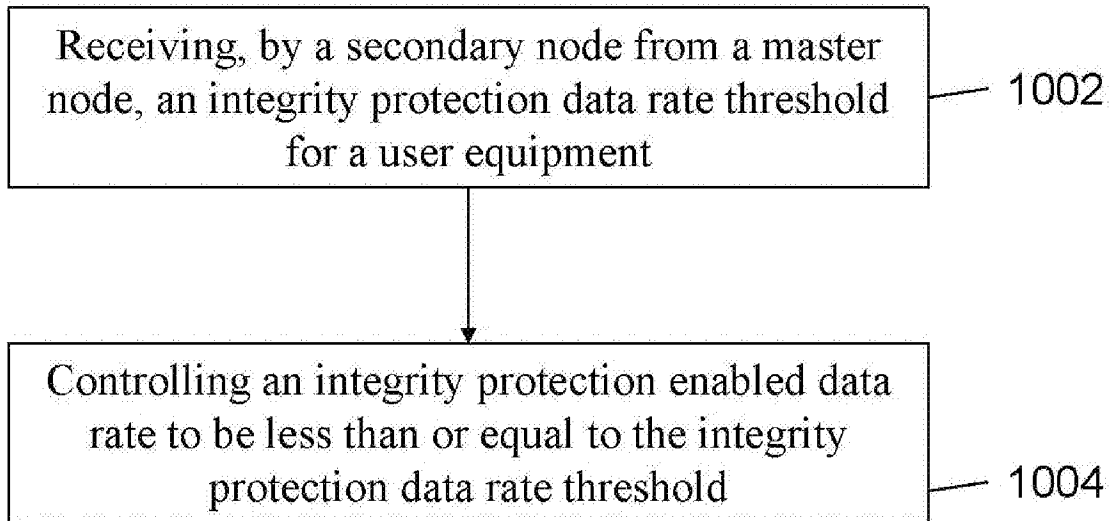 Receiving, by a secondary node from a master
node, an integrity protection data rate threshold
for a user equipment
1002
Controlling an integrity protection enabled data
rate to be less than or equal to the integrity
protection data rate threshold
1004